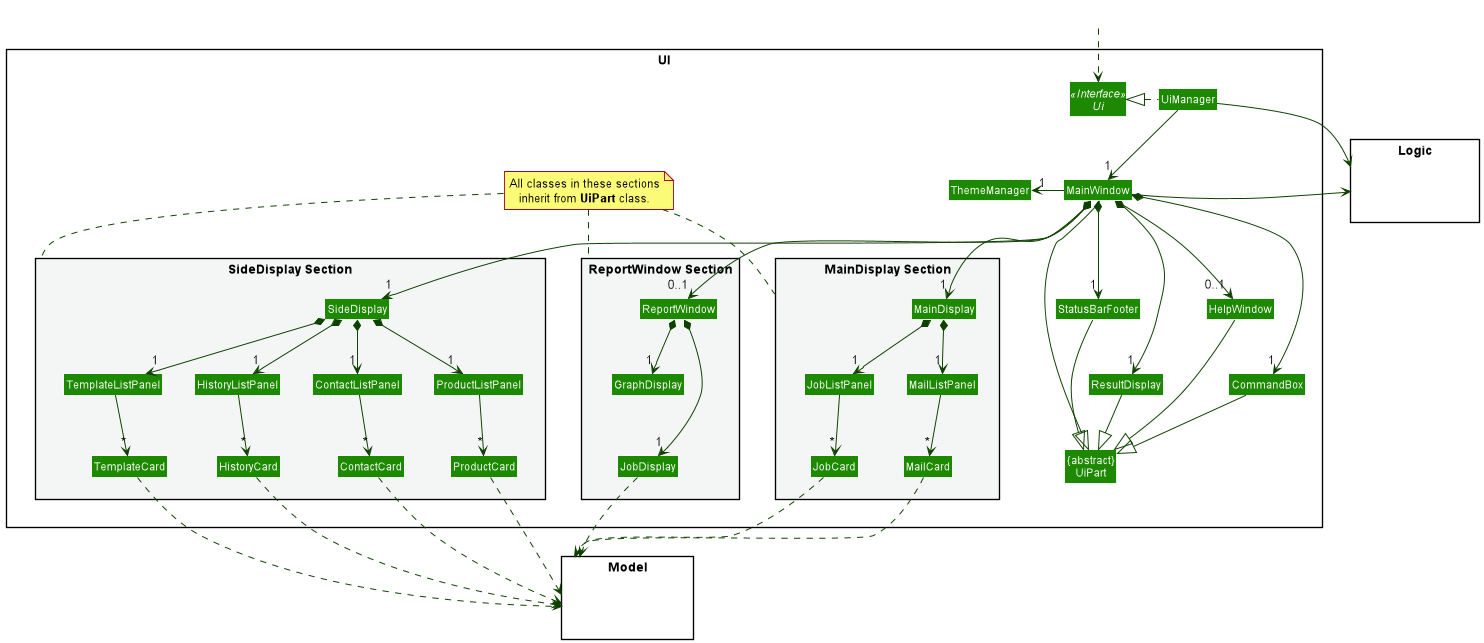 UI
«Interface»
Ui
UiManager
Logic
1
ThemeManager
1
MainWindow
All classes in these sections
inherit from UiPart class.
SideDisplay Section
ReportWindow Section
MainDisplay Section
1
0..1
1
1
0..1
SideDisplay
ReportWindow
MainDisplay
StatusBarFooter
HelpWindow
1
1
1
1
1
1
1
1
1
TemplateListPanel
HistoryListPanel
ContactListPanel
ProductListPanel
GraphDisplay
JobListPanel
MailListPanel
ResultDisplay
CommandBox
*
*
*
*
1
*
*
TemplateCard
HistoryCard
ContactCard
ProductCard
JobDisplay
JobCard
MailCard
{abstract}
UiPart
Model